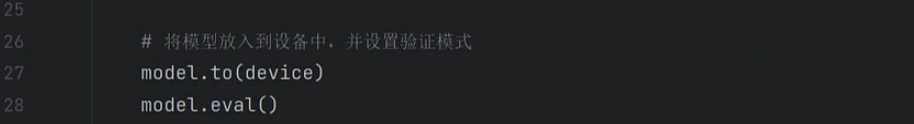 25
26 # 将模型放入到设备中，并设置验证模式
27 model.to(device)
28 model.eval()